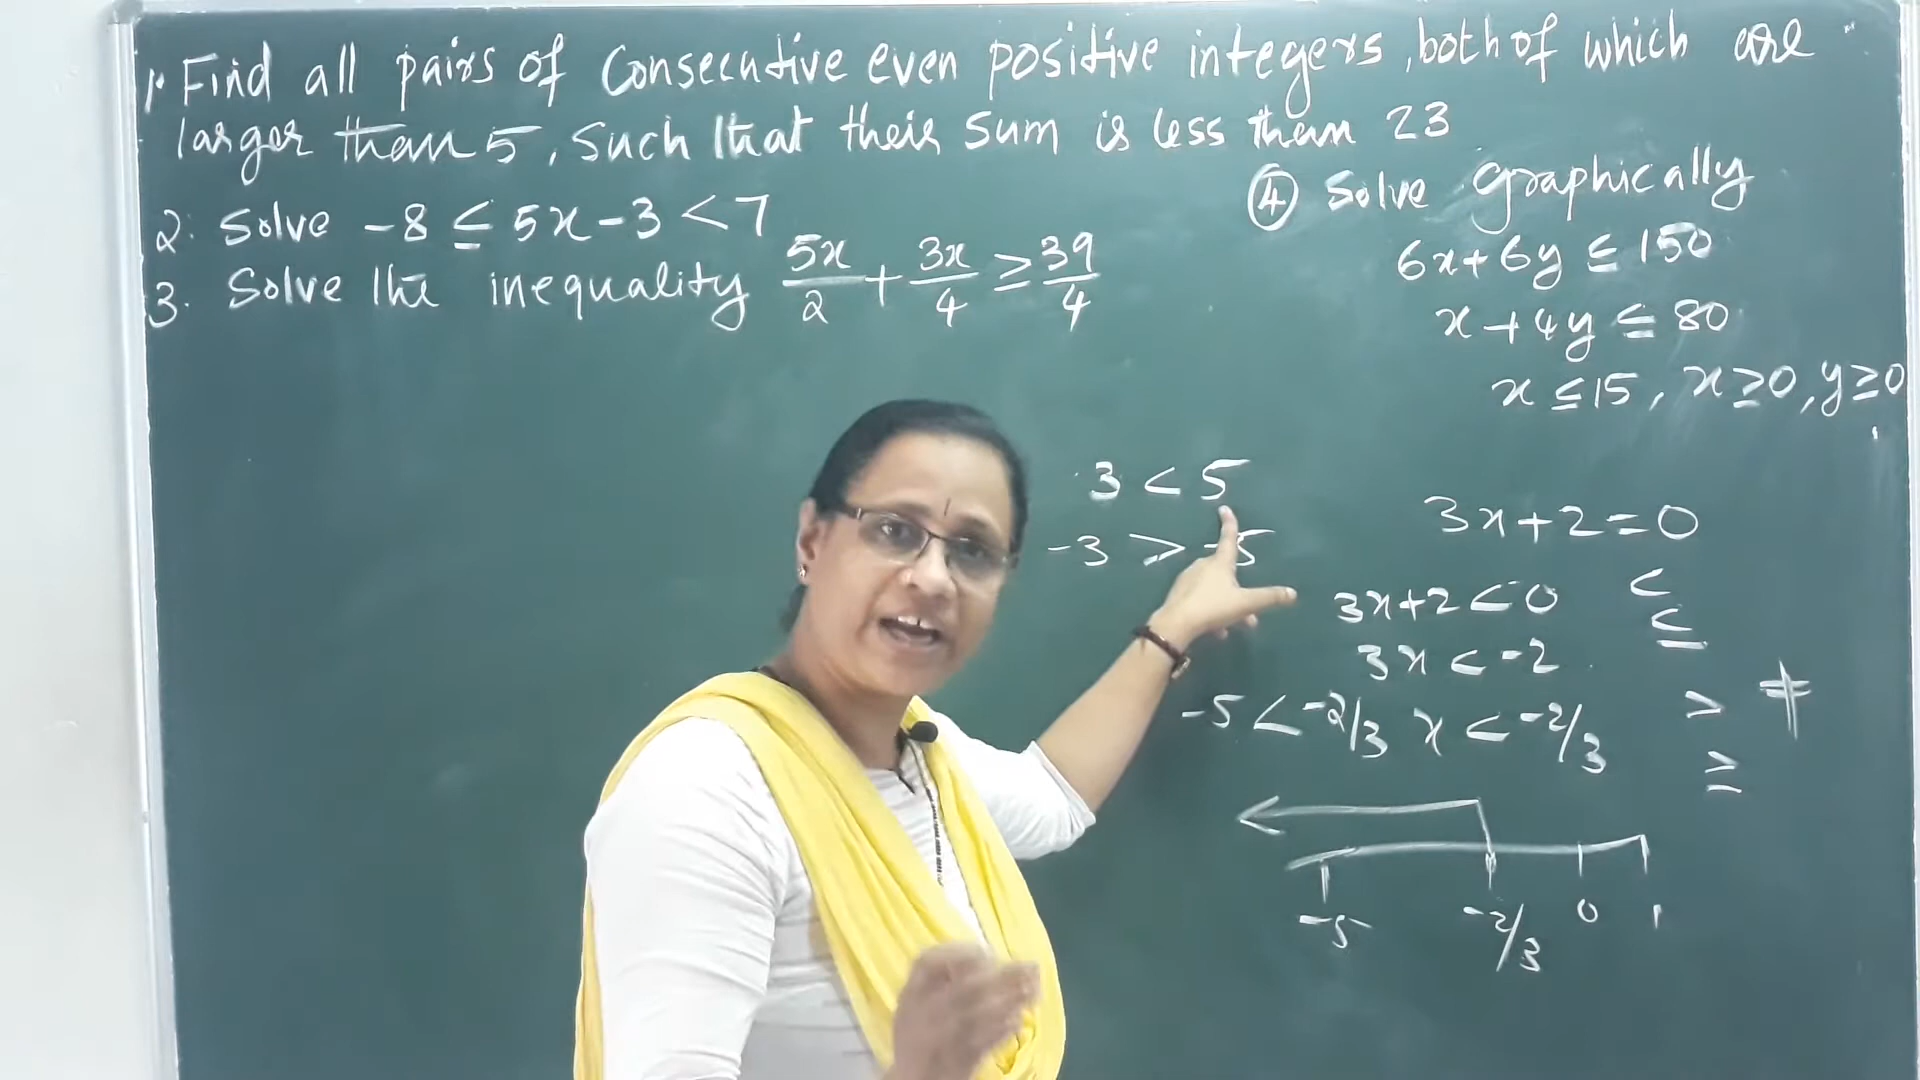 1. Find all pairs of Consecutive even positive integers, both of which are
larger than 5, Such that their Sum is less than 23
2. Solve -8 ≤ 5x - 3 < 7
3. Solve the inequality 5x/2 + 3x/4 ≥ 39/4
④ Solve graphically
6x + 6y ≤ 150
x + 4y ≤ 80
x ≤ 15, x ≥ 0, y ≥ 0
3 < 5
-3 > -5
3x + 2 = 0
3x + 2 < 0
3x < -2
-5 < -2/3 x < -2/3
<
≤
> ≠
≥
-5 -2/3 0 1